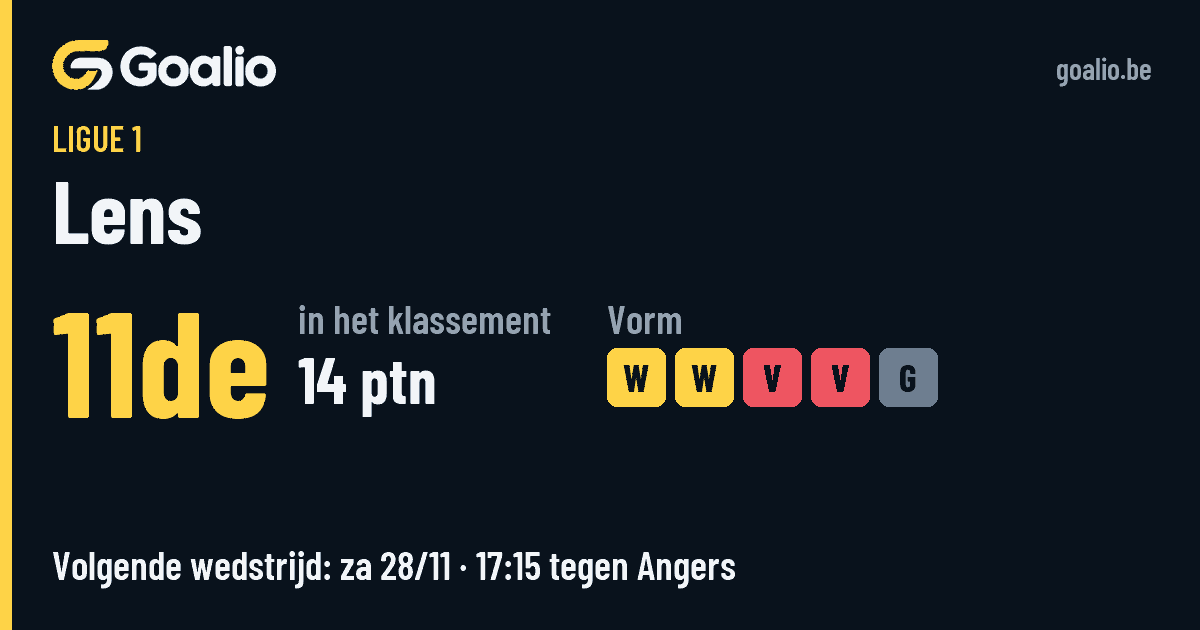 Goalio
goalio.be
LIGUE 1
Lens
11de
in het klassement
14 ptn
Vorm
W W V V G
Volgende wedstrijd: za 28/11 · 17:15 tegen Angers